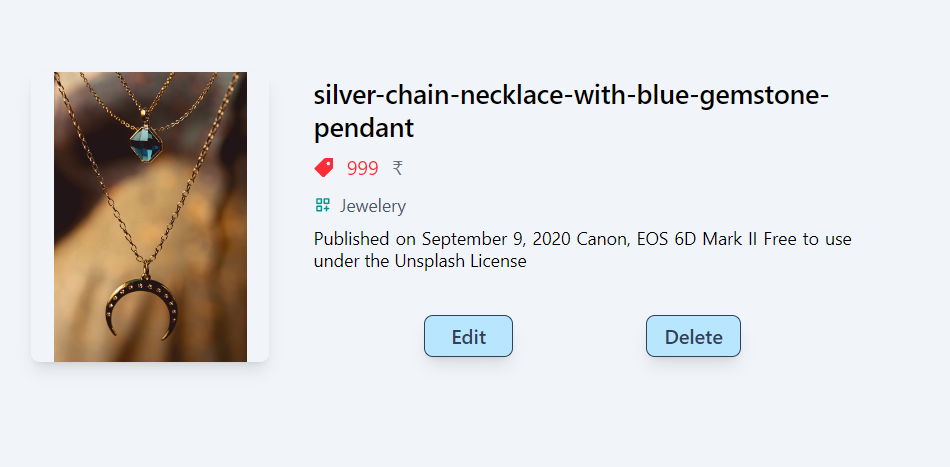 silver-chain-necklace-with-blue-gemstone-
pendant
999 ₹
Jewelery
Published on September 9, 2020 Canon, EOS 6D Mark II Free to use
under the Unsplash License
Edit Delete